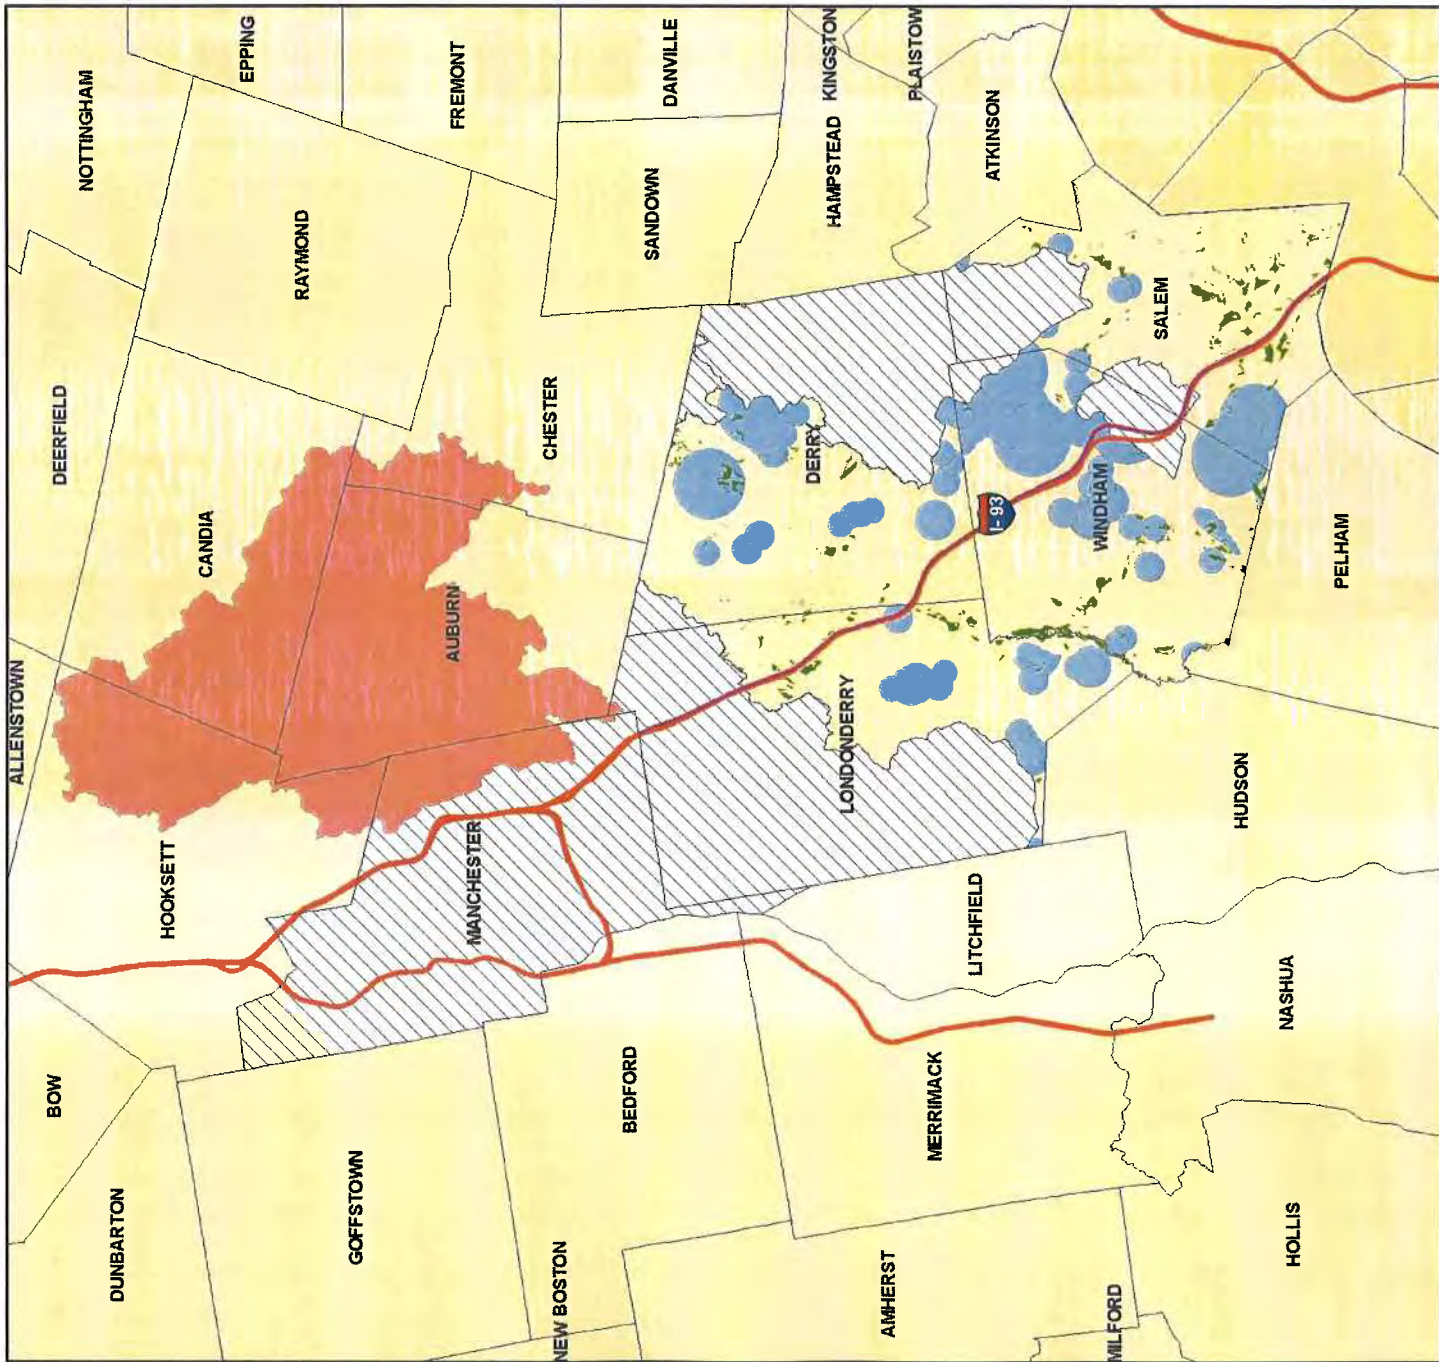 ALLENSTOWN
DEERFIELD
NOTTINGHAM
EPPING
BOW
HOOKSETT
CANDIA
RAYMOND
FREMONT
DUNBARTON
GOFFSTOWN
MANCHESTER
AUBURN
CHESTER
SANDOWN
DANVILLE
NEW BOSTON
BEDFORD
LONDONDERRY
DERRY
HAMPSTEAD
KINGSTON
PLAISTOW
ATKINSON
AMHERST
MERRIMACK
LITCHFIELD
I-93
WINDHAM
SALEM
MILFORD
HOLLIS
NASHUA
HUDSON
PELHAM